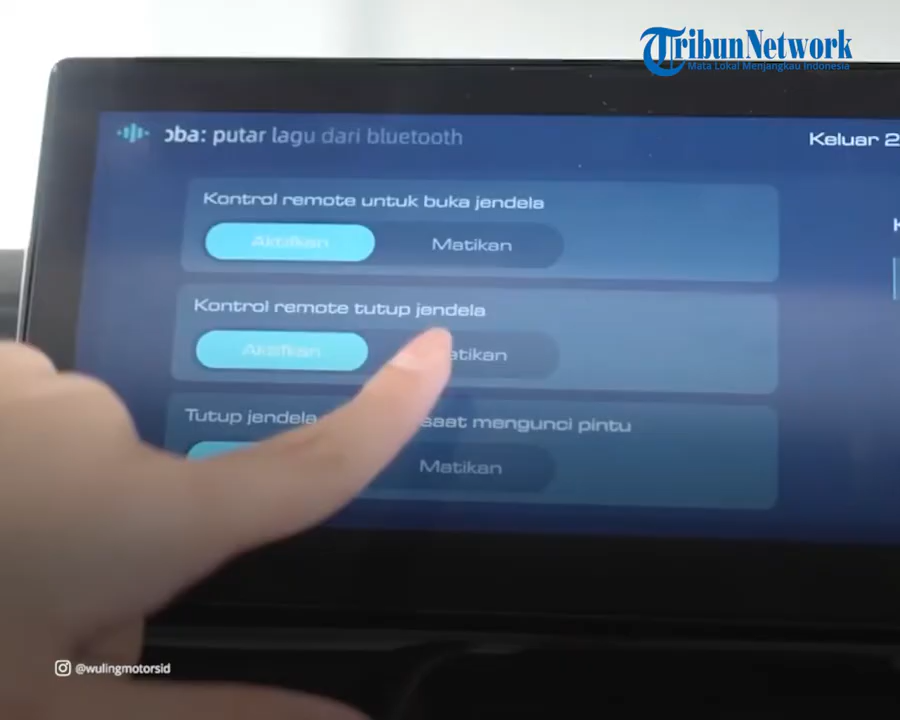 TribunNetwork
Mata Lokal Menjangkau Indonesia
oba: putar lagu dari bluetooth
Keluar 2
Kontrol remote untuk buka jendela
Aktifkan Matikan
Kontrol remote tutup jendela
Aktifkan atikan
Tutup jendela saat mengunci pintu
Matikan
@wulingmotorsid